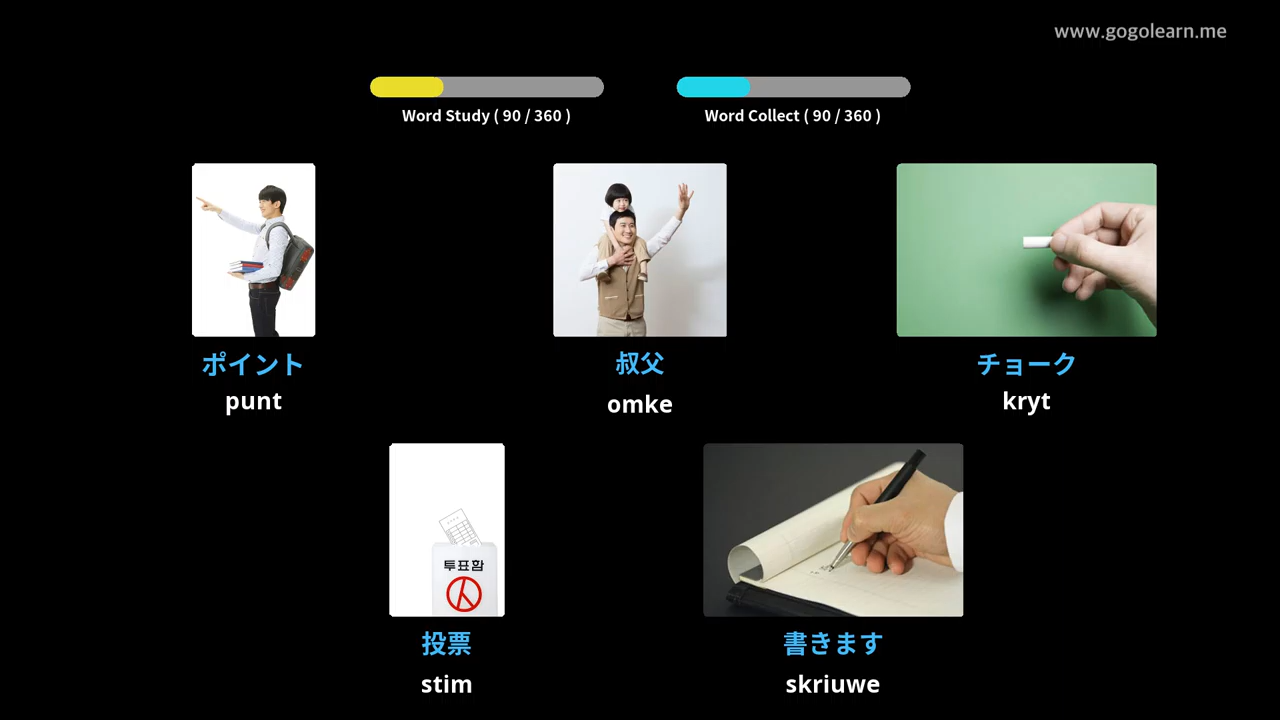 www.gogolearn.me
Word Study ( 90 / 360 )
Word Collect ( 90 / 360 )
ポイント
punt
叔父
omke
チョーク
kryt
투표함
投票
stim
書きます
skriuwe